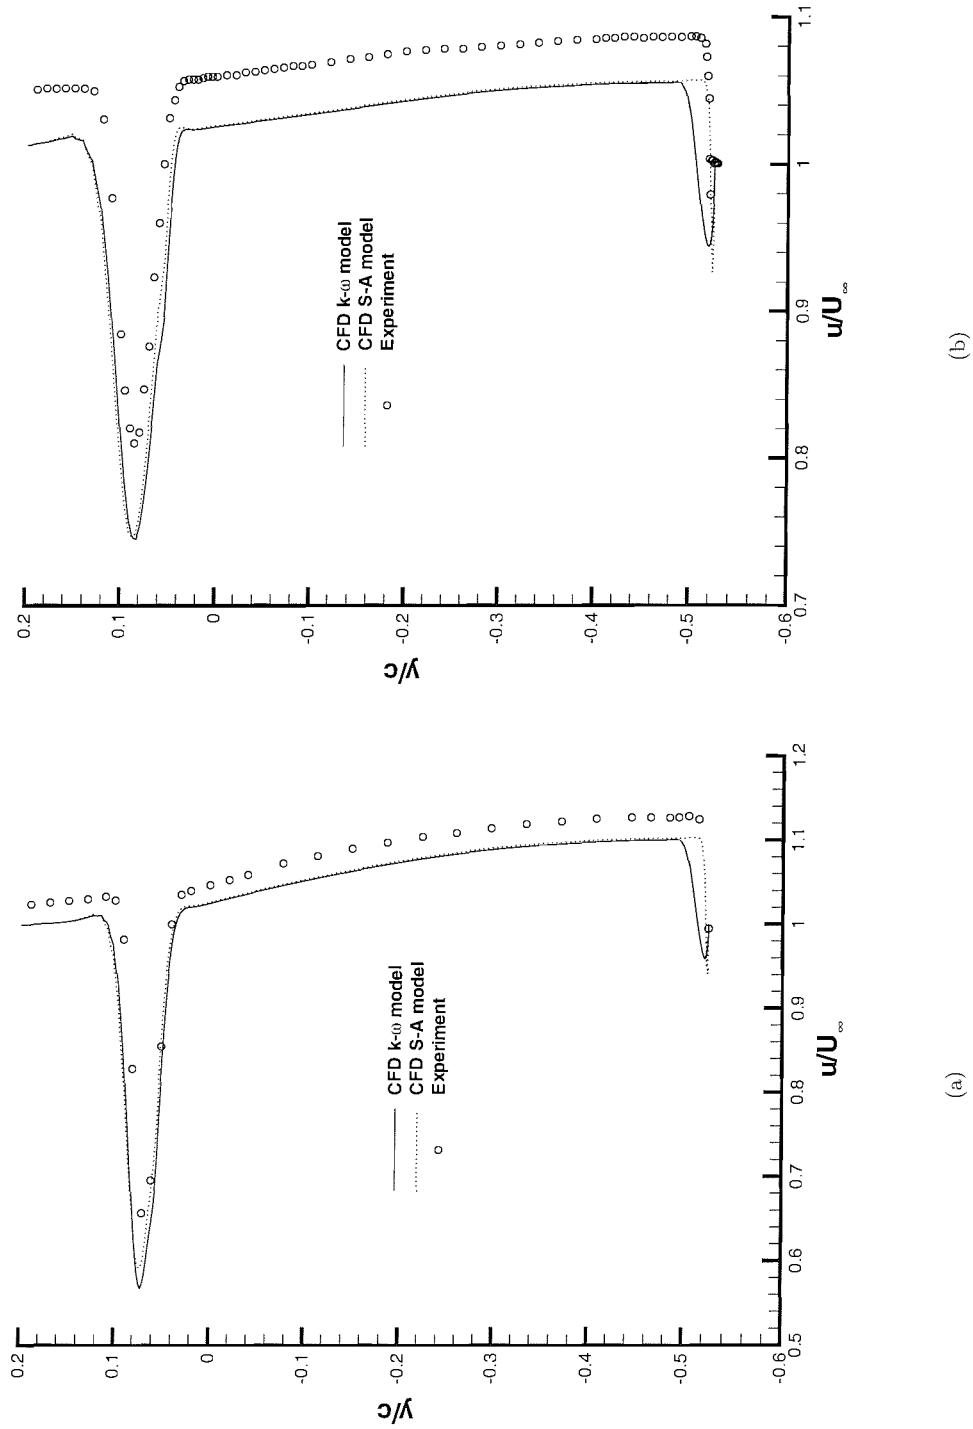 y/c
0.2
0.1
0
-0.1
-0.2
-0.3
-0.4
-0.5
-0.6
0.5
0.6
0.7
0.8
0.9
1
1.1
1.2
u/U∞
CFD k-ω model
CFD S-A model
Experiment
(a)
y/c
0.2
0.1
0
-0.1
-0.2
-0.3
-0.4
-0.5
-0.6
0.7
0.8
0.9
1
1.1
u/U∞
CFD k-ω model
CFD S-A model
Experiment
(b)